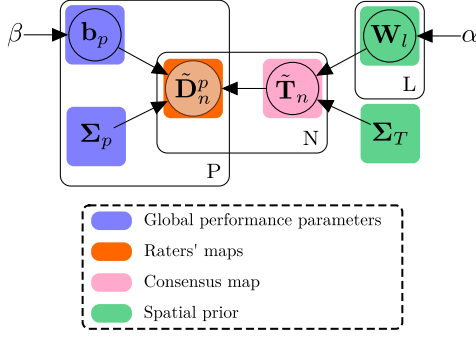 β b_p W_l α
D̃_n^p T̃_n
L
Σ_p N Σ_T
P
Global performance parameters
Raters' maps
Consensus map
Spatial prior